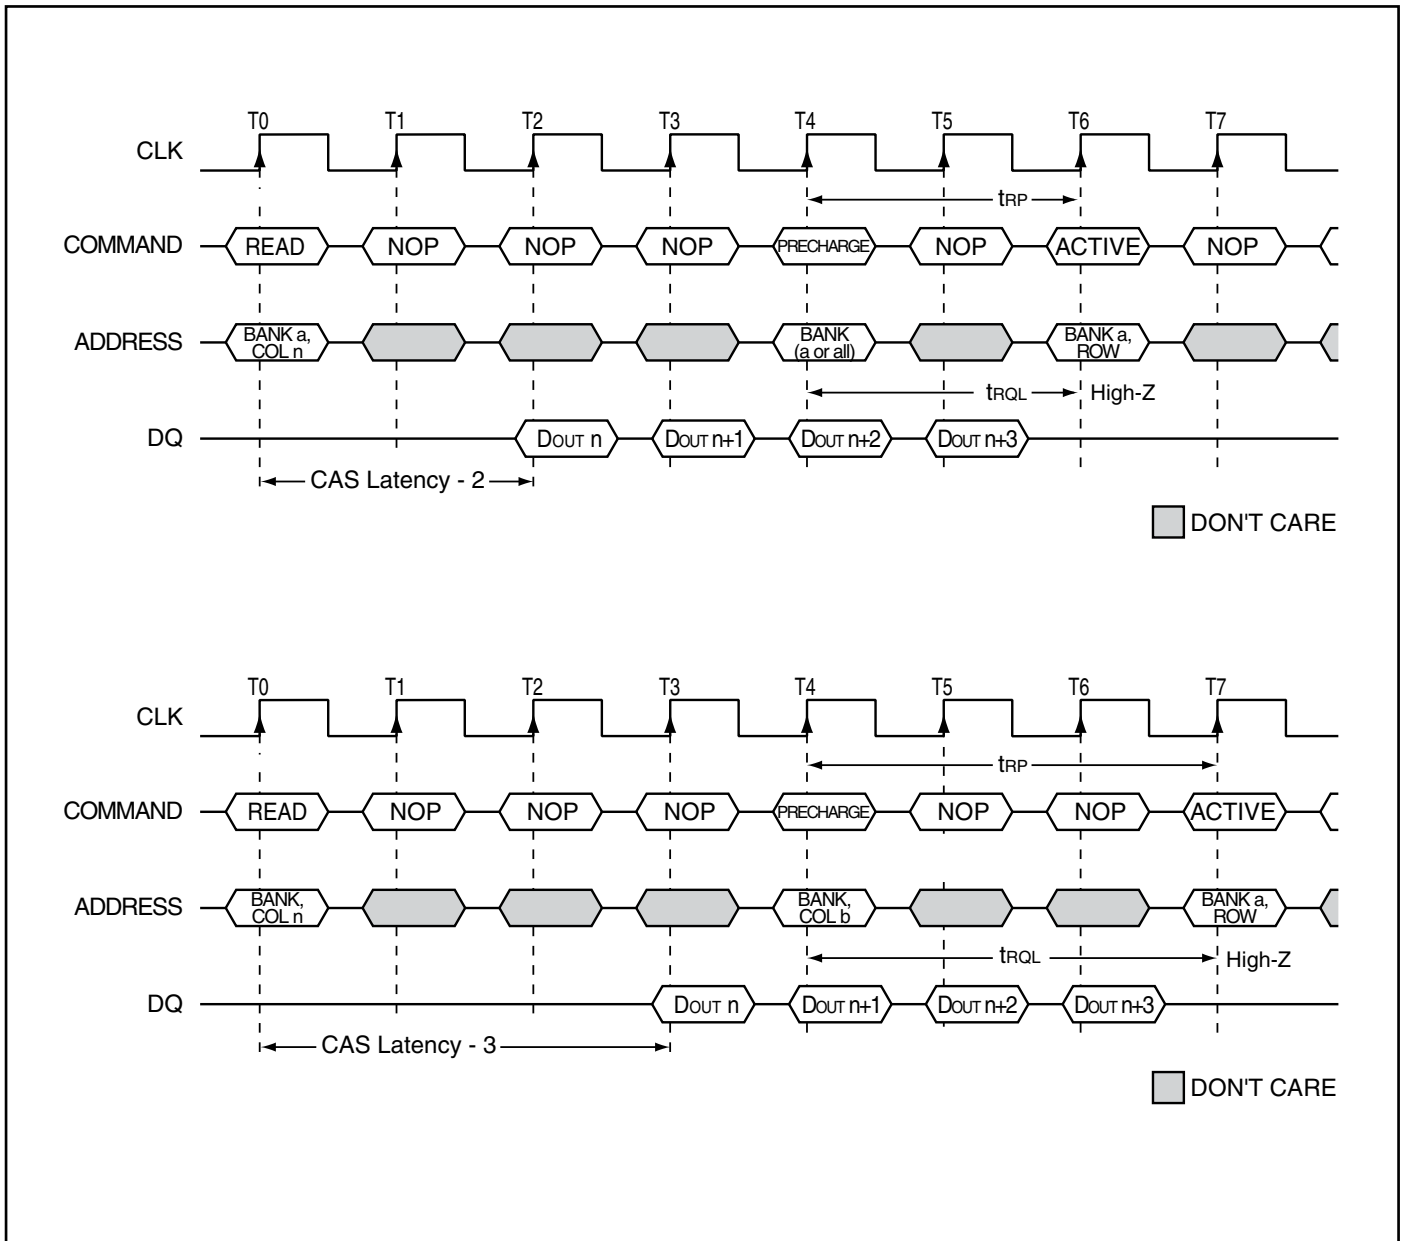 T0 T1 T2 T3 T4 T5 T6 T7
CLK
tRP
COMMAND READ NOP NOP NOP PRECHARGE NOP ACTIVE NOP
ADDRESS BANK a, COL n BANK (a or all) BANK a, ROW
tRQL High-Z
DQ DOUT n DOUT n+1 DOUT n+2 DOUT n+3
CAS Latency - 2
DON'T CARE
T0 T1 T2 T3 T4 T5 T6 T7
CLK
tRP
COMMAND READ NOP NOP NOP PRECHARGE NOP NOP ACTIVE
ADDRESS BANK, COL n BANK, COL b BANK a, ROW
tRQL High-Z
DQ DOUT n DOUT n+1 DOUT n+2 DOUT n+3
CAS Latency - 3
DON'T CARE